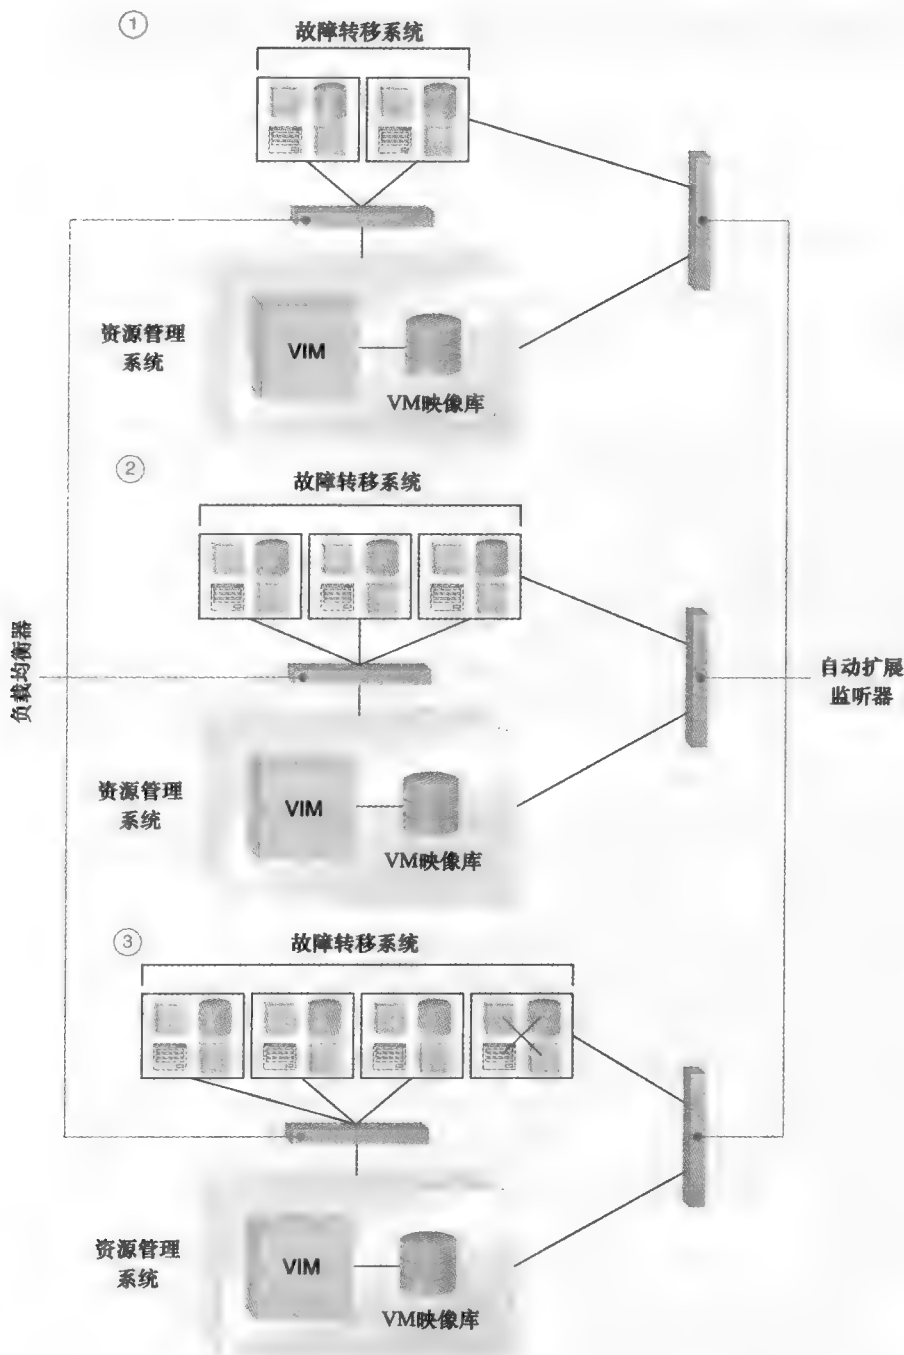 ①
故障转移系统
资源管理
系统
VIM
VM映像库
②
故障转移系统
负载均衡器
自动扩展
监听器
资源管理
系统
VIM
VM映像库
③
故障转移系统
资源管理
系统
VIM
VM映像库